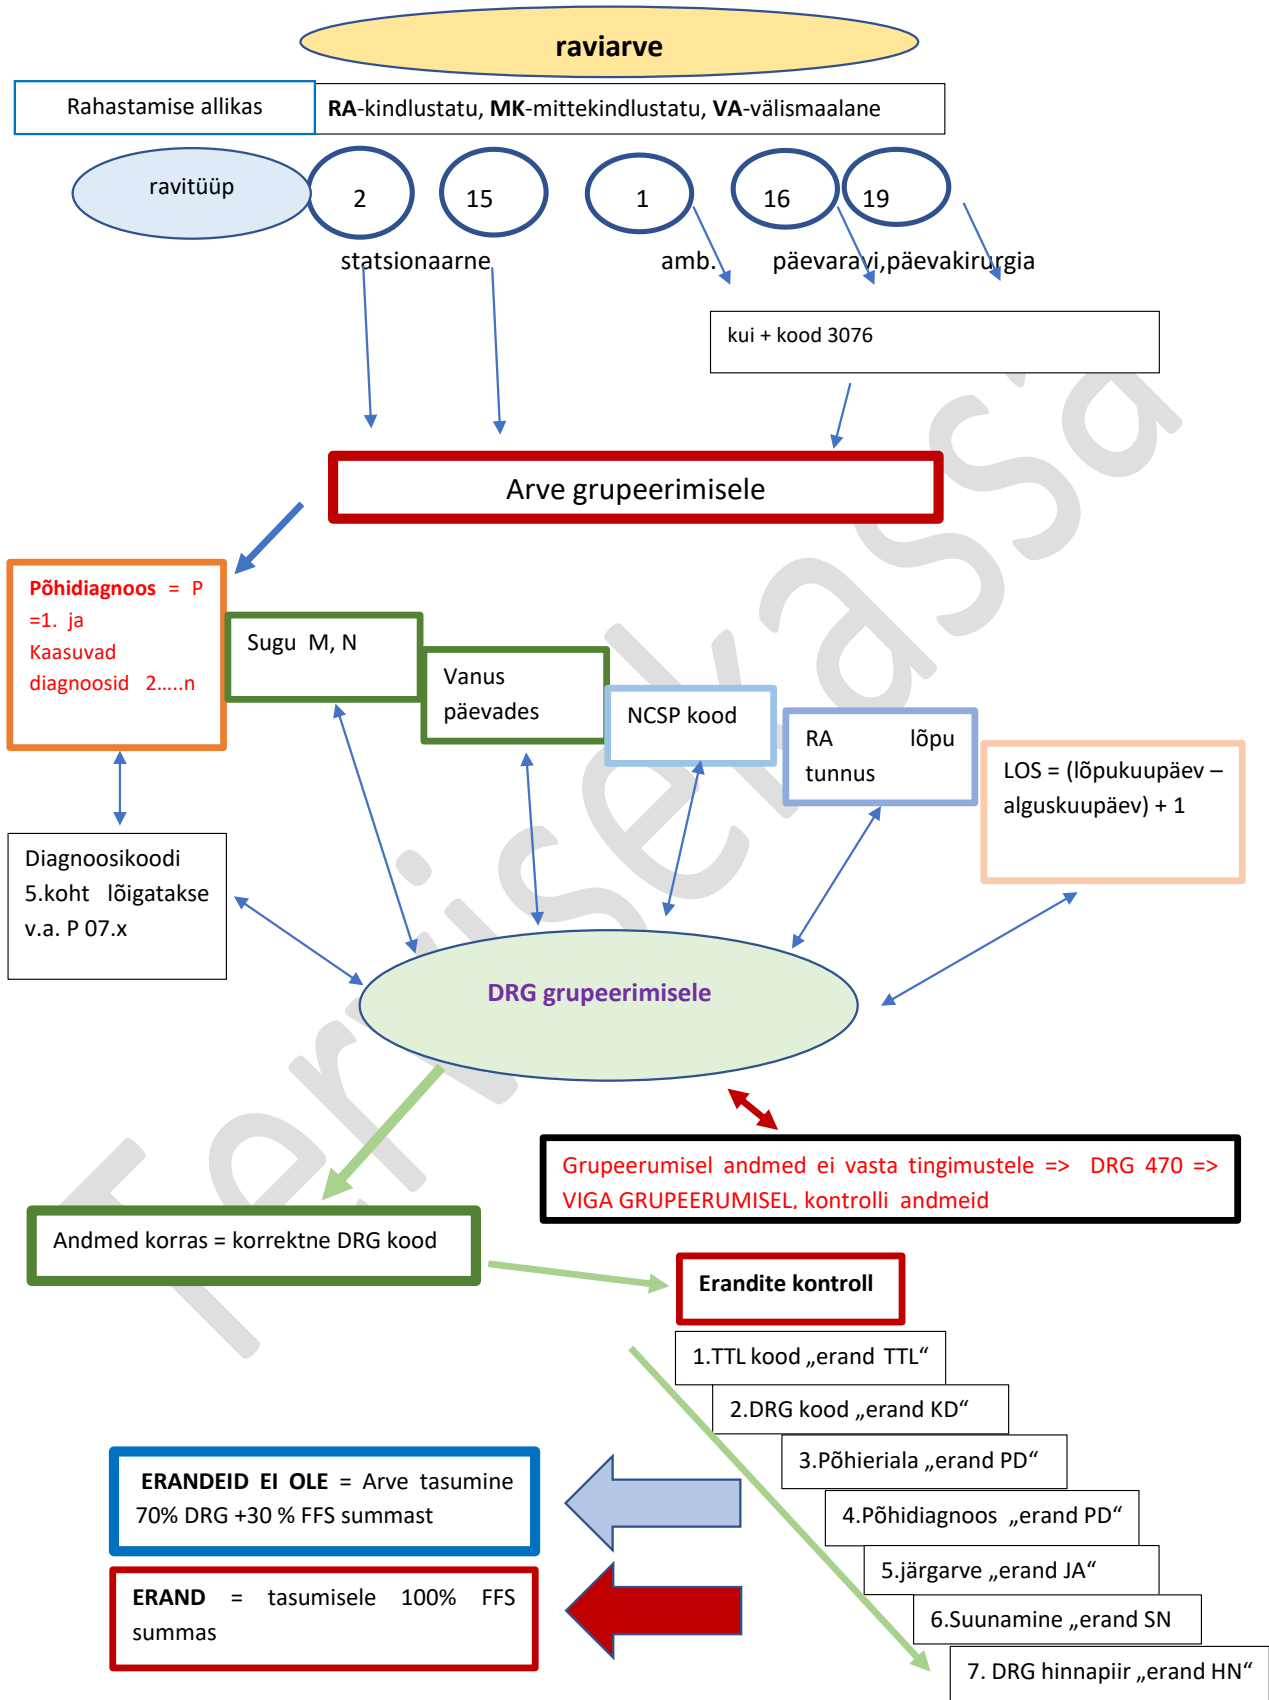 raviarve
Rahastamise allikas
RA-kindlustatu, MK-mittekindlustatu, VA-välismaalane
ravitüüp
2
15
1
16
19
statsionaarne
amb.
päevaravi,päevakirurgia
kui + kood 3076
Arve grupeerimisele
Põhidiagnoos = P
=1. ja
Kaasuvad
diagnoosid 2.....n
Sugu M, N
Vanus
päevades
NCSP kood
RA lõpu
tunnus
LOS = (lõpukuupäev –
alguskuupäev) + 1
Diagnoosikoodi
5.koht lõigatakse
v.a. P 07.x
DRG grupeerimisele
Grupeerumisel andmed ei vasta tingimustele => DRG 470 =>
VIGA GRUPEERUMISEL, kontrolli andmeid
Andmed korras = korrektne DRG kood
Erandite kontroll
1.TTL kood „erand TTL“
2.DRG kood „erand KD“
3.Põhieriala „erand PD“
4.Põhidiagnoos „erand PD“
5.järgarve „erand JA“
6.Suunamine „erand SN
7. DRG hinnapiir „erand HN“
ERANDEID EI OLE = Arve tasumine
70% DRG +30 % FFS summast
ERAND = tasumisele 100% FFS
summas
Tervisekassa